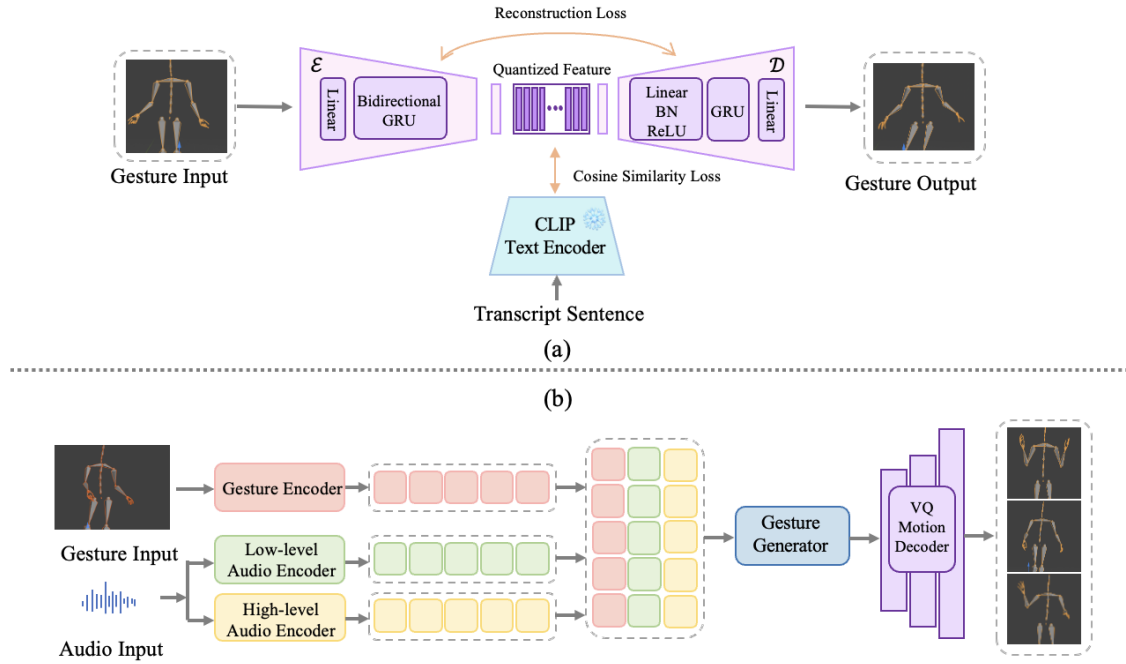 Reconstruction Loss
ℰ
𝒟
Quantized Feature
Linear
Bidirectional
GRU
Linear
BN
ReLU
GRU
Linear
Gesture Input
Gesture Output
Cosine Similarity Loss
CLIP
Text Encoder
Transcript Sentence
(a)
(b)
Gesture Encoder
Gesture Input
Low-level
Audio Encoder
High-level
Audio Encoder
Audio Input
Gesture
Generator
VQ
Motion
Decoder